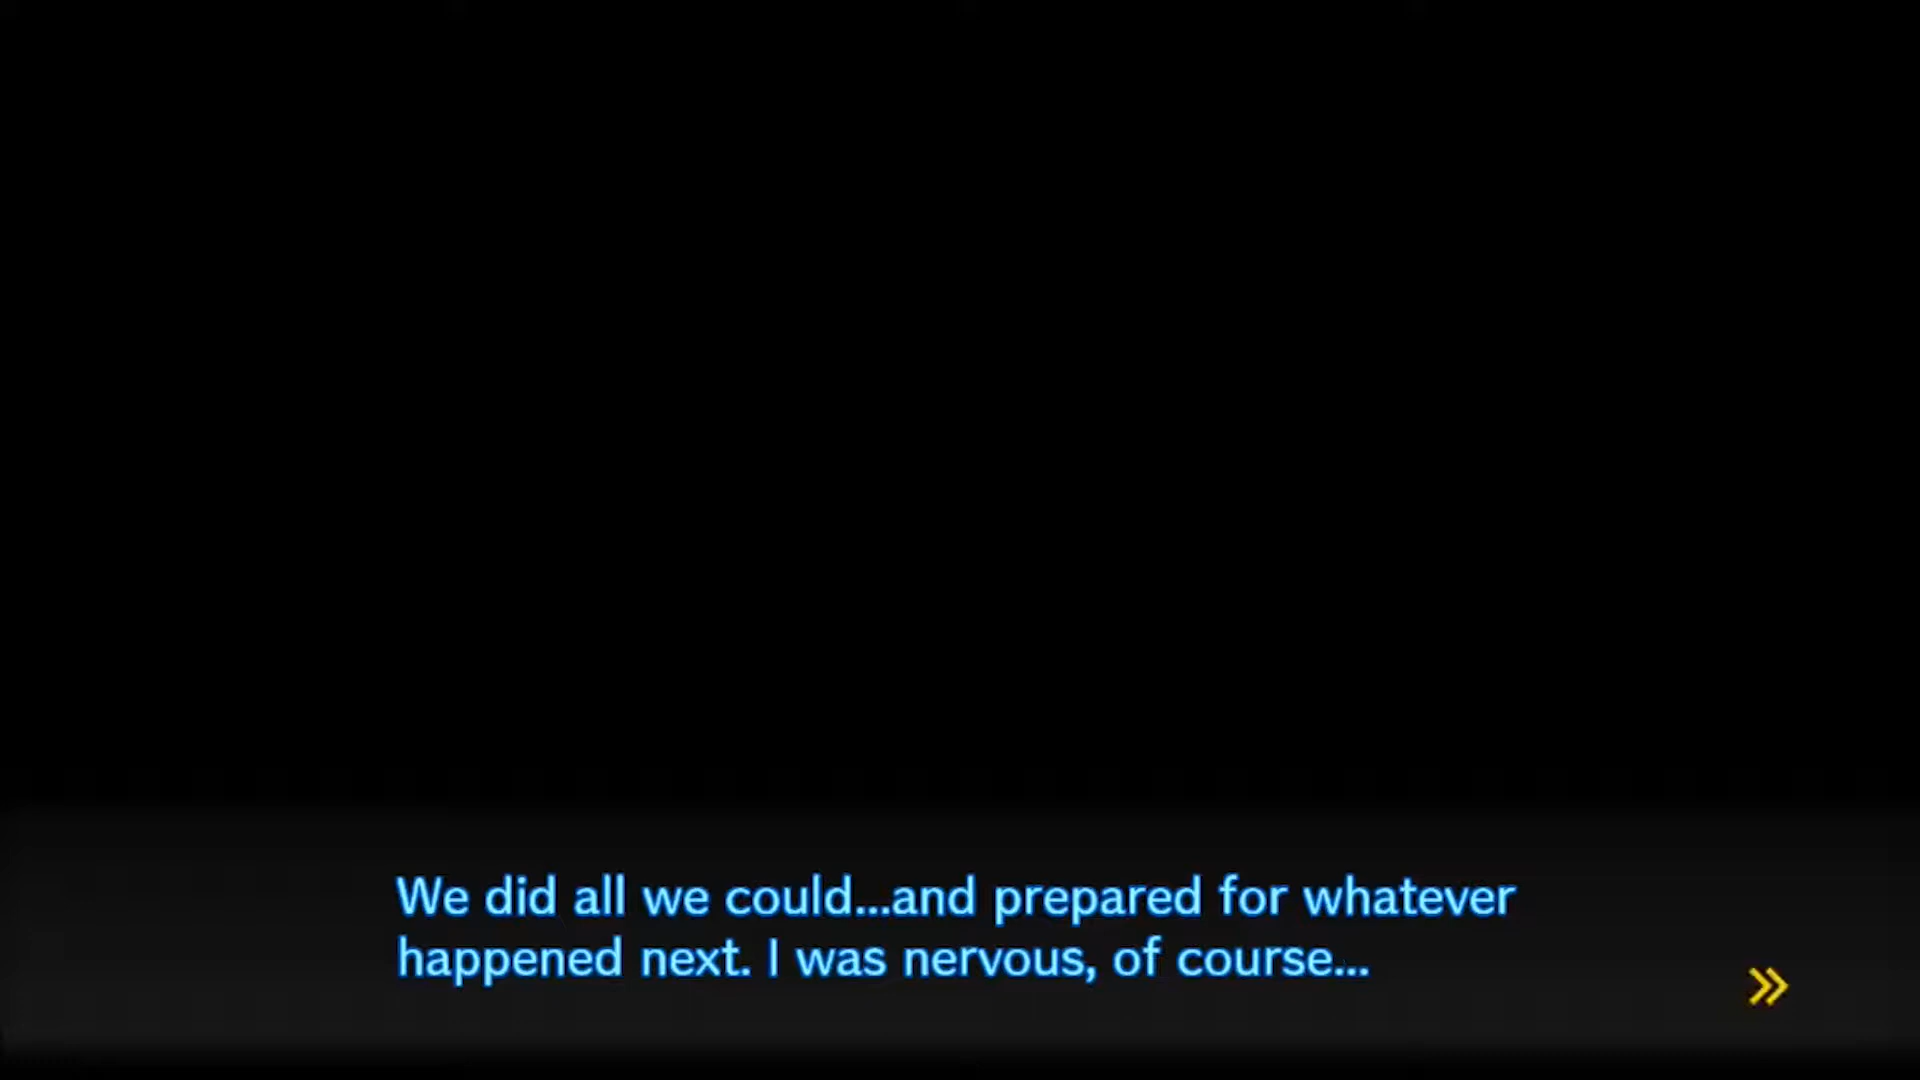 We did all we could...and prepared for whatever
happened next. I was nervous, of course...